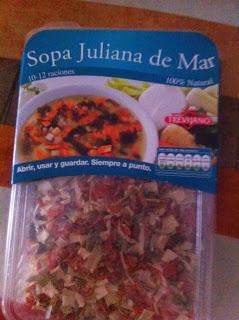 Sopa Juliana de Mar
10-12 raciones
100% Natural
TREVIJANO
Abrir, usar y guardar. Siempre a punto.